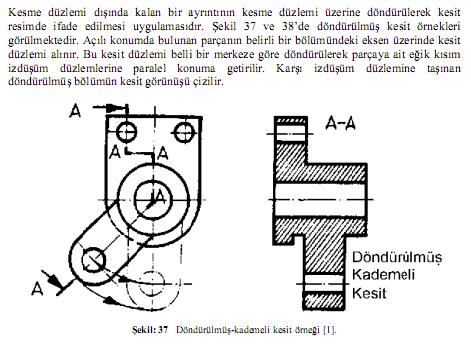 Kesme düzlemi dışında kalan bir ayrıntının kesme düzlemi üzerine döndürülerek kesit
resimde ifade edilmesi uygulamasıdır. Şekil 37 ve 38'de döndürülmüş kesit örnekleri
görülmektedir. Açılı konumda bulunan parçanın belirli bir bölümündeki eksen üzerinde kesit
düzlemi alınır. Bu kesit düzlemi belli bir merkeze göre döndürülerek parçaya ait eğik kısım
izdüşüm düzlemlerine paralel konuma getirilir. Karşı izdüşüm düzlemine taşınan
döndürülmüş bölümün kesit görünüşü çizilir.
A
A-A
A A
A
A
Döndürülmüş
Kademeli
Kesit
Şekil: 37 Döndürülmüş-kademeli kesit örneği [1].